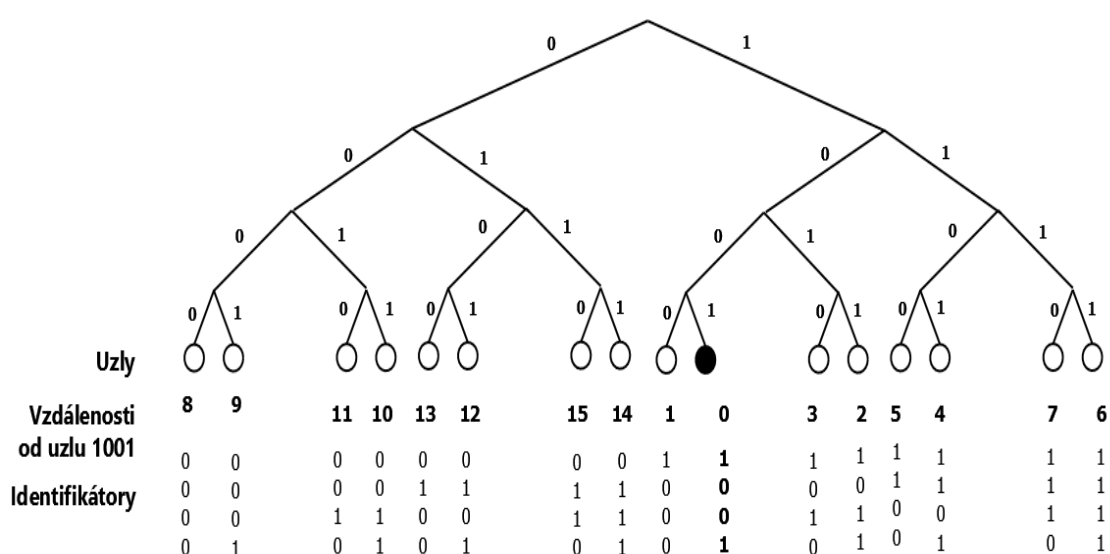 0 1
0 1 0 1
0 1 0 1 0 1 0 1
0 1 0 1 0 1 0 1 0 1 0 1 0 1 0 1
Uzly
8 9 11 10 13 12 15 14 1 0 3 2 5 4 7 6
Vzdálenosti
od uzlu 1001
0 0 0 0 0 0 0 0 1 1 1 1 1 1 1 1
Identifikátory
0 0 0 0 1 1 1 1 0 0 0 0 1 1 1 1
0 0 1 1 0 0 1 1 0 0 1 1 0 0 1 1
0 1 0 1 0 1 0 1 0 1 0 1 0 1 0 1